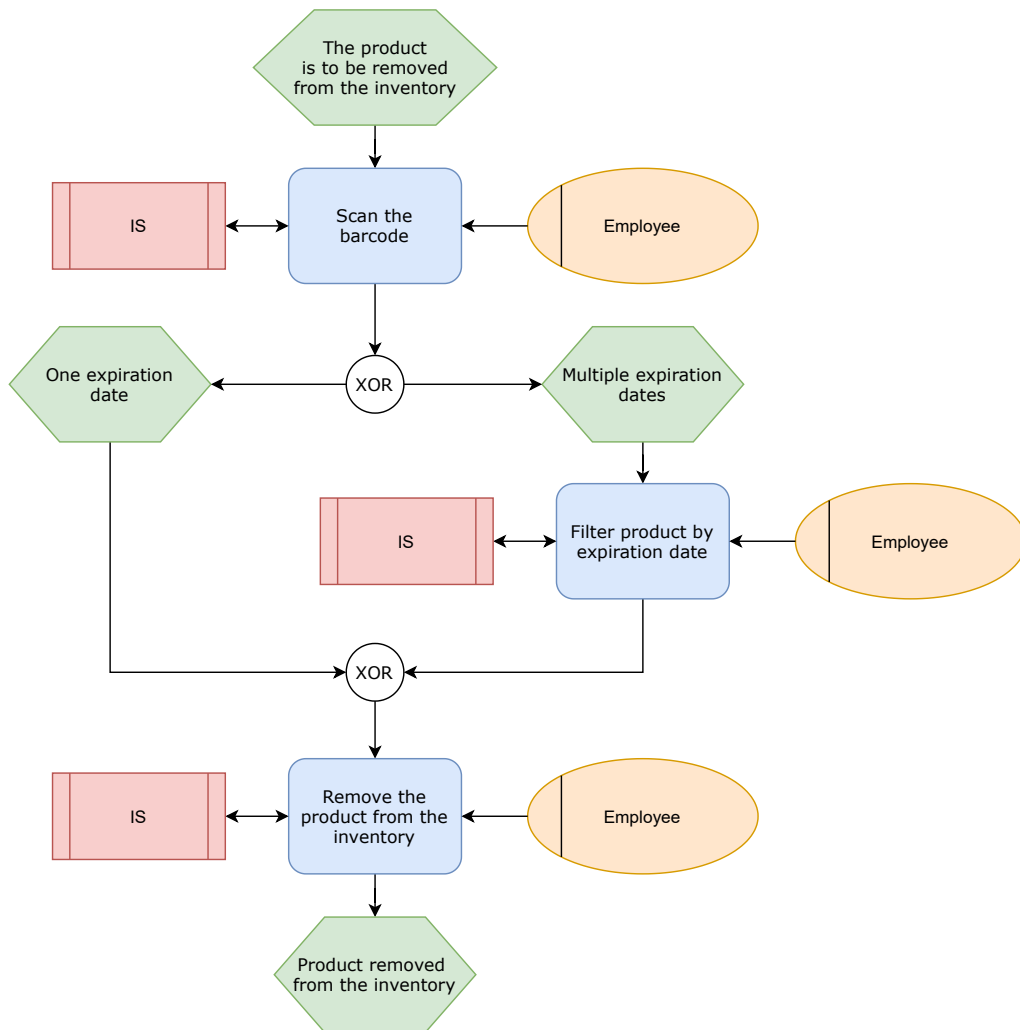 The product
is to be removed
from the inventory
IS
Scan the
barcode
Employee
One expiration
date
XOR
Multiple expiration
dates
IS
Filter product by
expiration date
Employee
XOR
IS
Remove the
product from the
inventory
Employee
Product removed
from the inventory